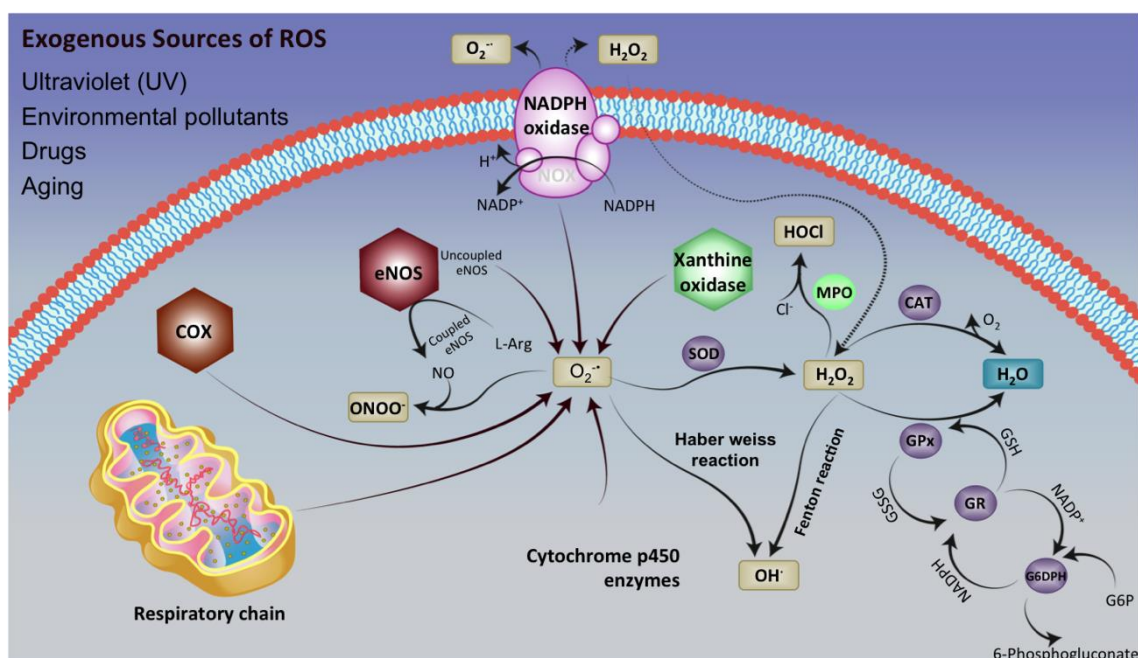 Exogenous Sources of ROS
Ultraviolet (UV)
Environmental pollutants
Drugs
Aging
O₂⁻˙
H₂O₂
NADPH
oxidase
NOX
H⁺
NADP⁺
NADPH
eNOS
Uncoupled
eNOS
Coupled
eNOS
L-Arg
NO
ONOO⁻
COX
Respiratory chain
Xanthine
oxidase
O₂⁻˙
SOD
HOCl
Cl⁻
MPO
H₂O₂
CAT
O₂
H₂O
Haber weiss
reaction
Fenton reaction
OH˙
Cytochrome p450
enzymes
GPx
GSH
GSSG
GR
NADP⁺
NADPH
G6DPH
G6P
6-Phosphogluconate